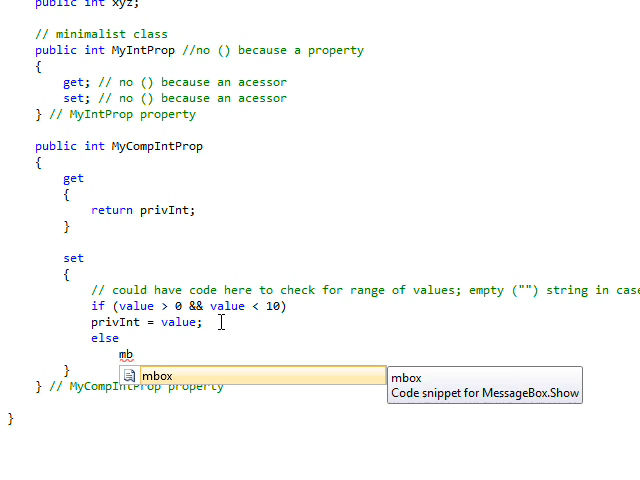 public int xyz;
// minimalist class
public int MyIntProp //no () because a property
{
get; // no () because an acessor
set; // no () because an acessor
} // MyIntProp property
public int MyCompIntProp
{
get
{
return privInt;
}
set
{
// could have code here to check for range of values; empty ("") string in case
if (value > 0 && value < 10)
privInt = value;
else
mb
}
mbox
} // MyCompIntProp property
mbox
Code snippet for MessageBox.Show
}